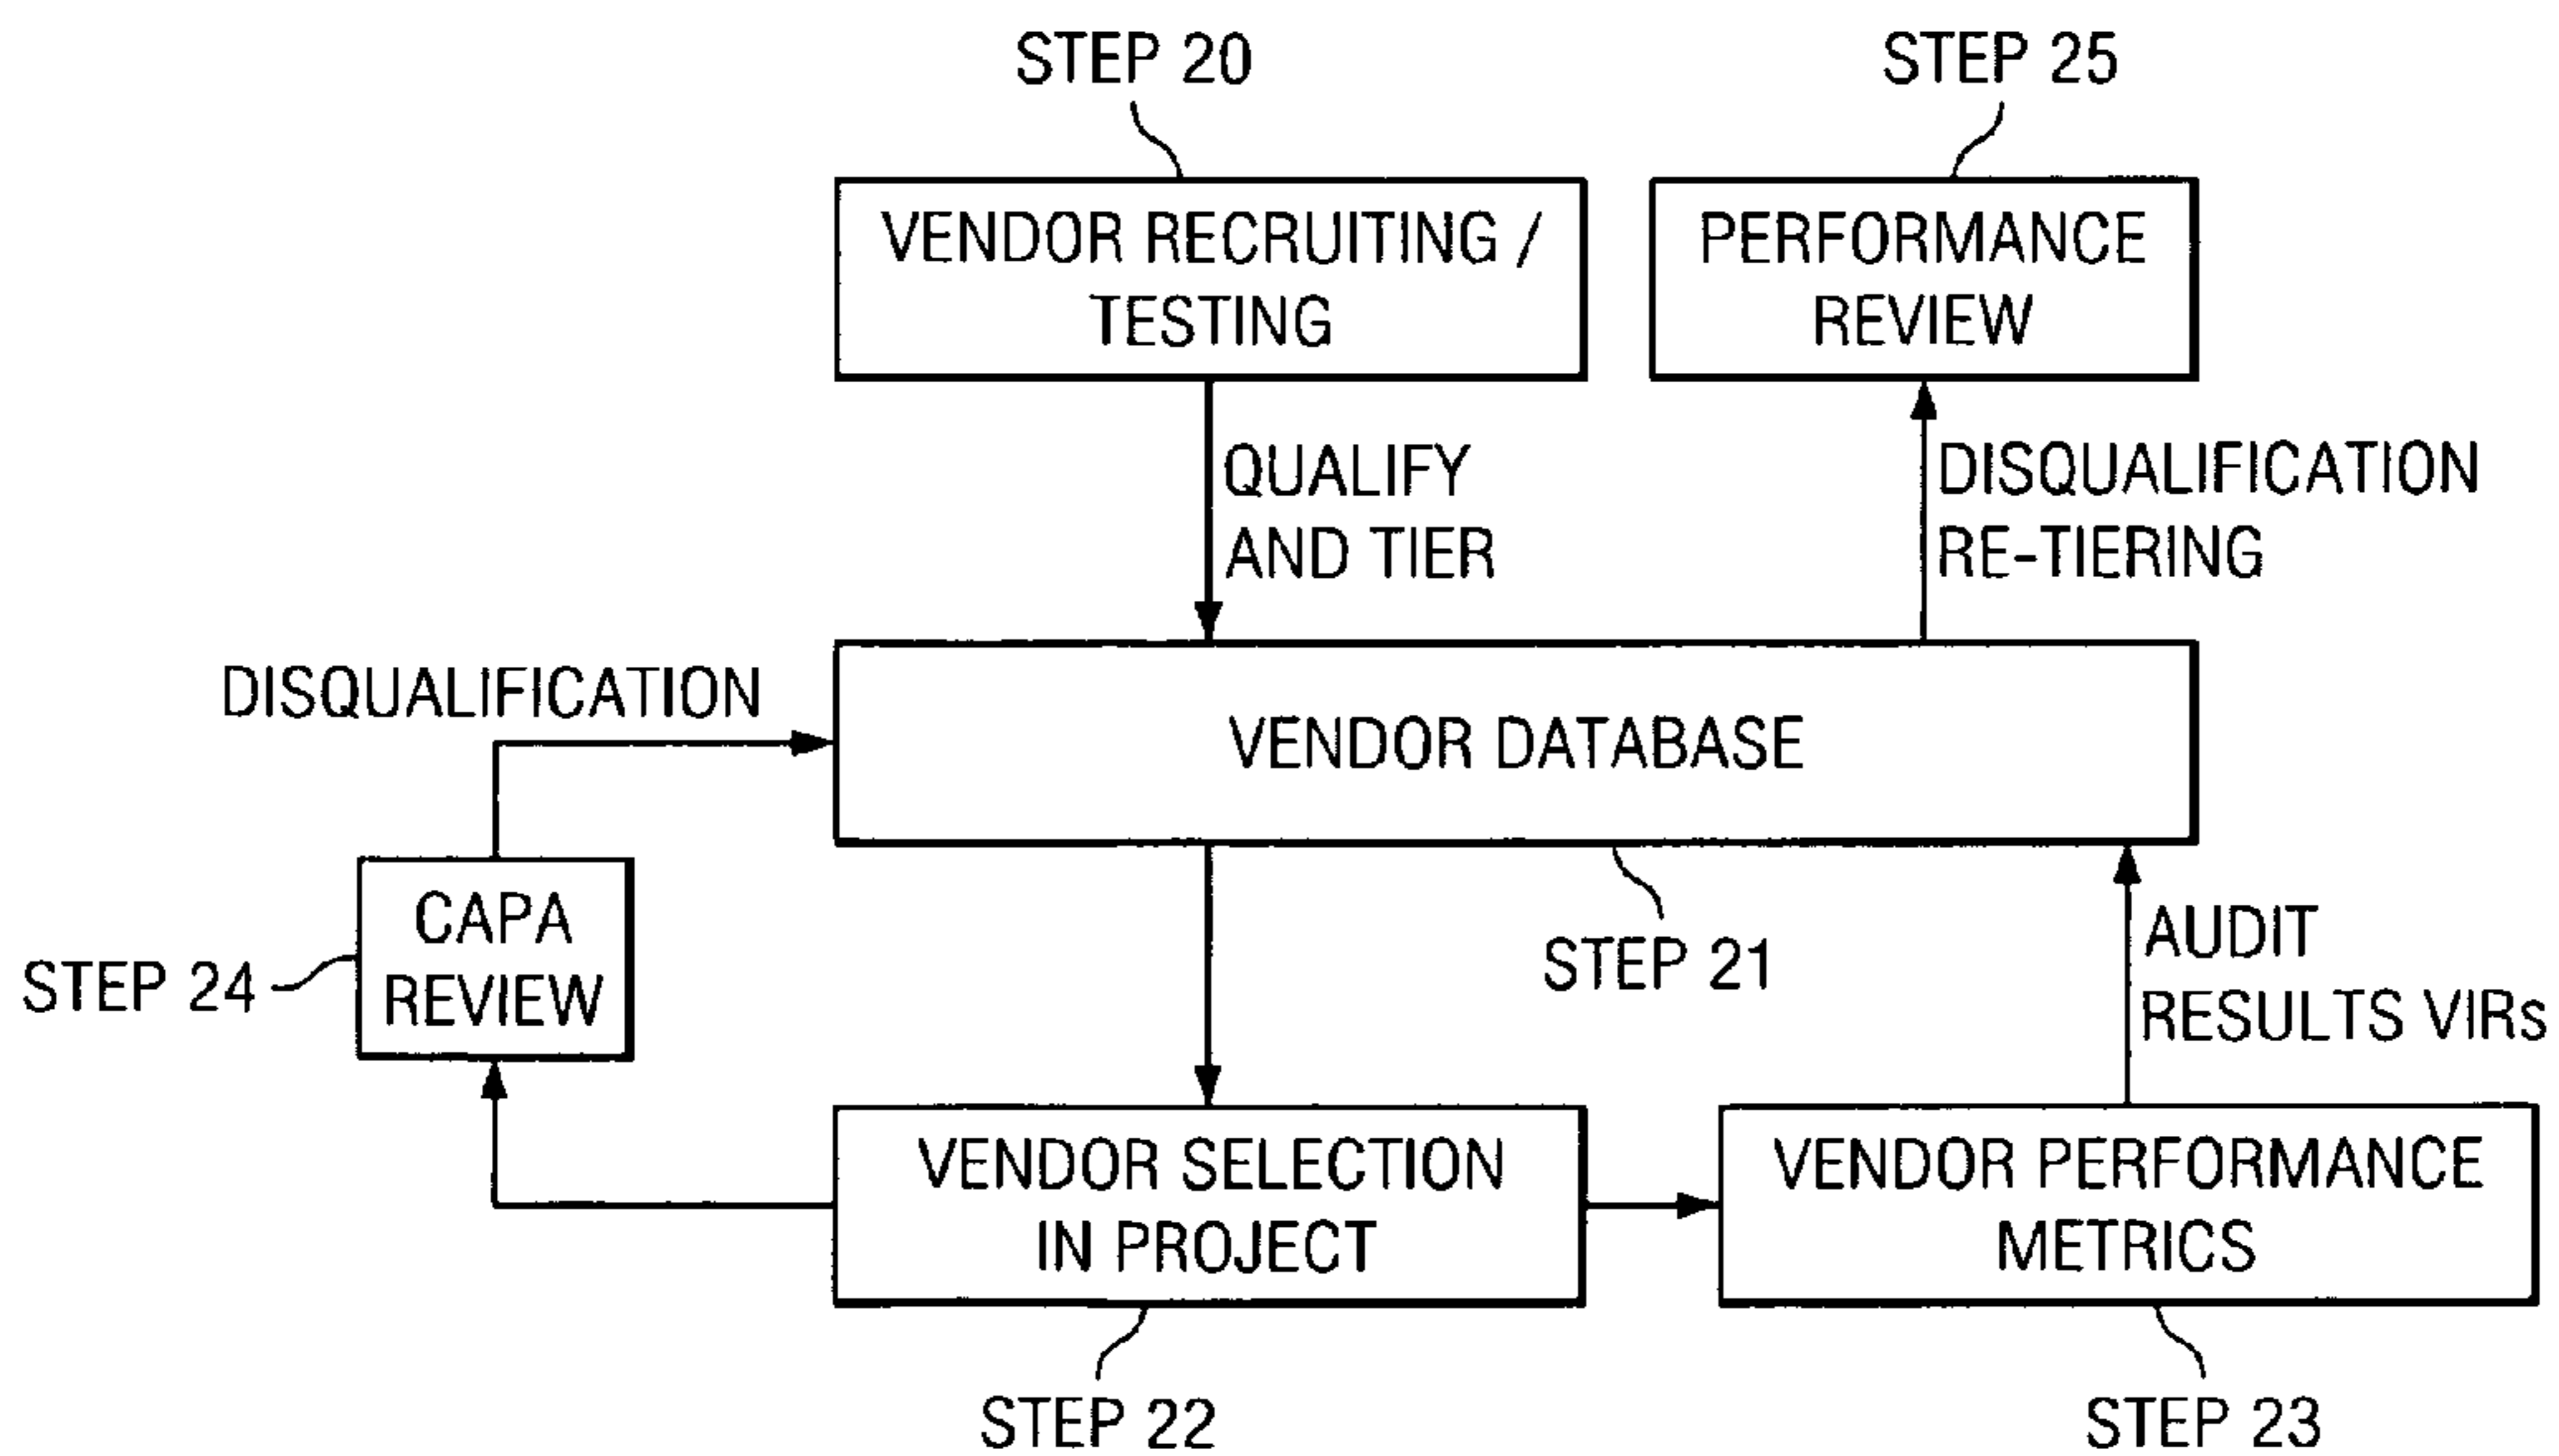 STEP 20
STEP 25
VENDOR RECRUITING /
TESTING
PERFORMANCE
REVIEW
QUALIFY
AND TIER
DISQUALIFICATION
RE-TIERING
DISQUALIFICATION
VENDOR DATABASE
CAPA
REVIEW
STEP 24
STEP 21
AUDIT
RESULTS VIRs
VENDOR SELECTION
IN PROJECT
VENDOR PERFORMANCE
METRICS
STEP 22
STEP 23